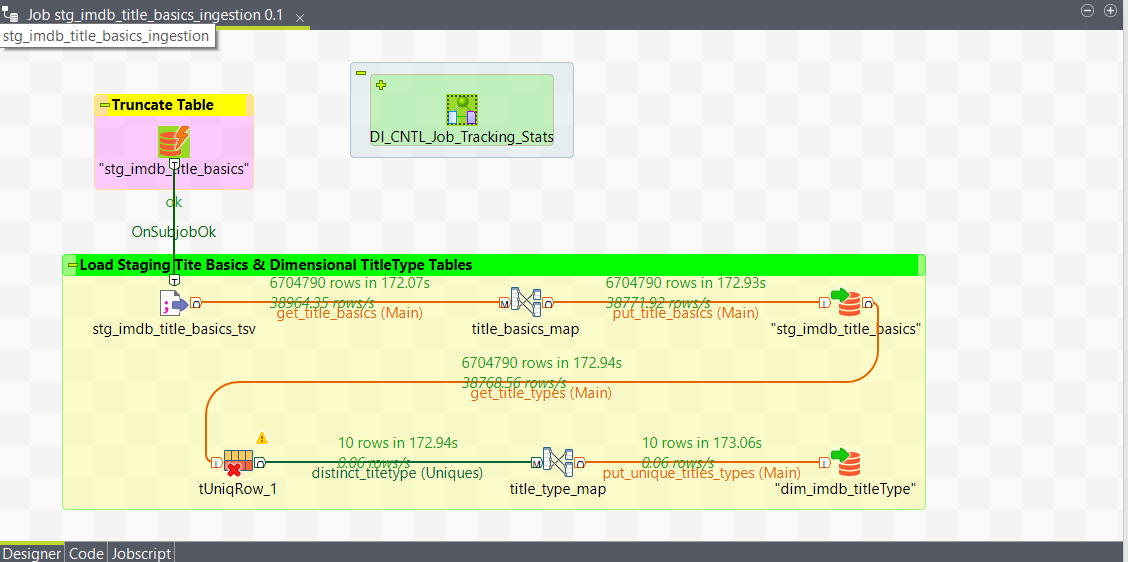 Job stg_imdb_title_basics_ingestion 0.1
stg_imdb_title_basics_ingestion
Truncate Table
"stg_imdb_title_basics"
DI_CNTL_Job_Tracking_Stats
ok
OnSubjobOk
Load Staging Tite Basics & Dimensional TitleType Tables
6704790 rows in 172.07s
38964.35 rows/s
get_title_basics (Main)
6704790 rows in 172.93s
38771.92 rows/s
put_title_basics (Main)
stg_imdb_title_basics_tsv
title_basics_map
"stg_imdb_title_basics"
6704790 rows in 172.94s
38768.56 rows/s
get_title_types (Main)
10 rows in 172.94s
0.06 rows/s
distinct_titetype (Uniques)
10 rows in 173.06s
0.06 rows/s
put_unique_titles_types (Main)
tUniqRow_1
title_type_map
"dim_imdb_titleType"
Designer Code Jobscript